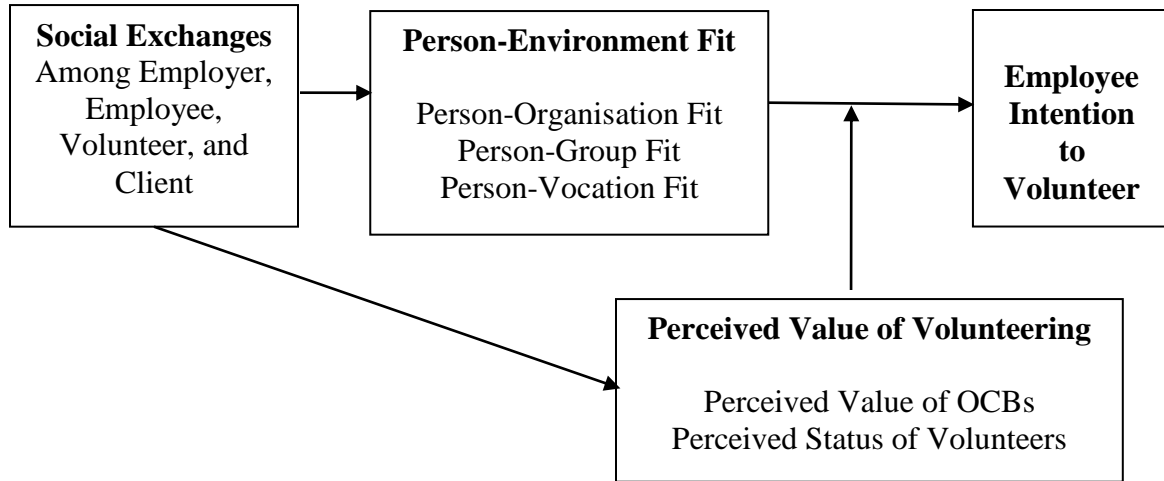 Social Exchanges
Among Employer,
Employee,
Volunteer, and
Client
Person-Environment Fit
Person-Organisation Fit
Person-Group Fit
Person-Vocation Fit
Employee
Intention
to
Volunteer
Perceived Value of Volunteering
Perceived Value of OCBs
Perceived Status of Volunteers